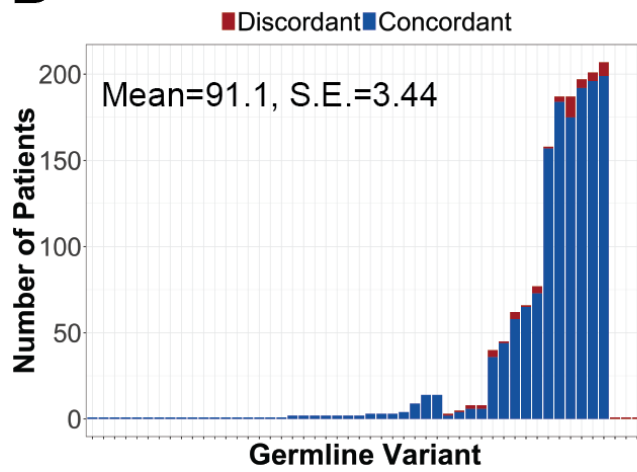 Discordant Concordant
Mean=91.1, S.E.=3.44
Number of Patients
200
150
100
50
0
Germline Variant